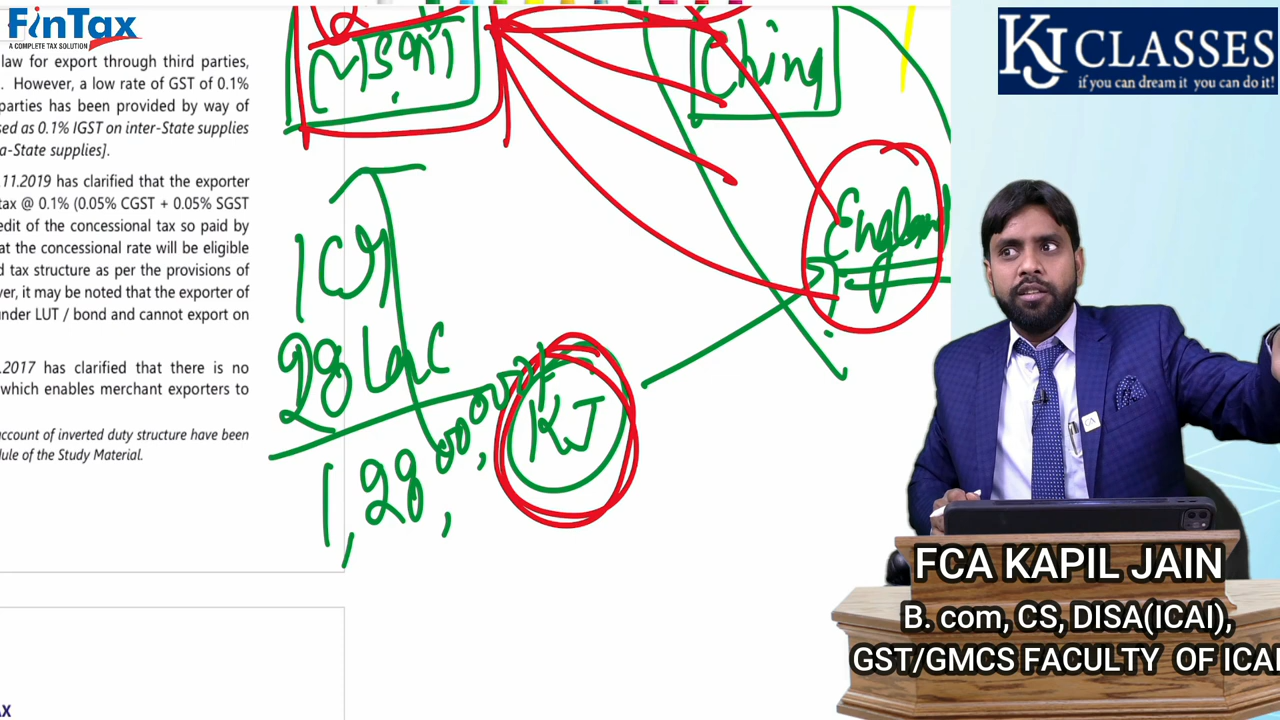 FinTax
A COMPLETE TAX SOLUTION
law for export through third parties,
. However, a low rate of GST of 0.1%
parties has been provided by way of
sed as 0.1% IGST on inter-State supplies
a-State supplies].
.11.2019 has clarified that the exporter
tax @ 0.1% (0.05% CGST + 0.05% SGST
edit of the concessional tax so paid by
at the concessional rate will be eligible
d tax structure as per the provisions of
ver, it may be noted that the exporter of
under LUT / bond and cannot export on
.2017 has clarified that there is no
which enables merchant exporters to
account of inverted duty structure have been
dule of the Study Material.
AX
China
England
1 cr
28 lac
1,28,00,000/-
KJ
KJ CLASSES
if you can dream it you can do it!
FCA KAPIL JAIN
B. com, CS, DISA(ICAI),
GST/GMCS FACULTY OF ICAI